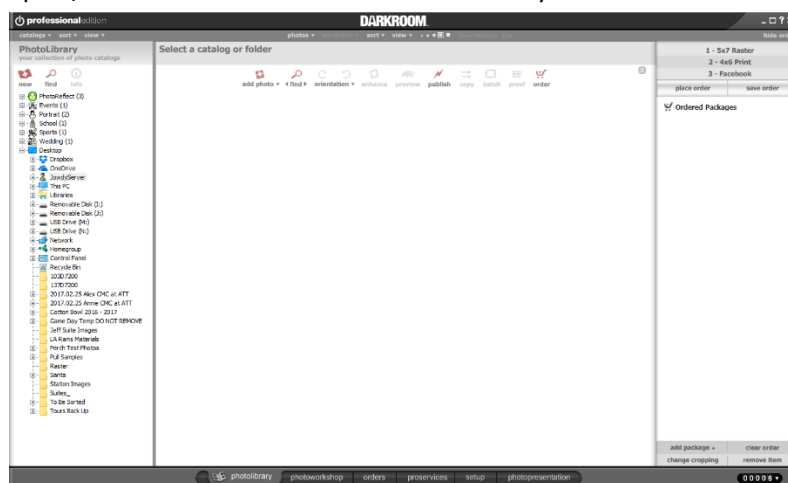 professionaledition DARKROOM
catalogs sort view photos sort view hide
PhotoLibrary
your collection of photo catalogs
Select a catalog or folder
1 - 5x7 Raster
2 - 4x6 Print
3 - Facebook
place order save order
new find info
add photo find orientation enhance preview publish copy batch proof order
Ordered Packages
PhotoReflect (3)
Events (1)
Portrait (2)
School (1)
Sports (1)
Wedding (1)
Desktop
Dropbox
OneDrive
JowdyServer
This PC
Libraries
Removable Disk (I:)
Removable Disk (J:)
USB Drive (M:)
USB Drive (N:)
Network
Homegroup
Control Panel
Recycle Bin
103D7200
137D7200
2017.02.25 Alex CMC at ATT
2017.02.25 Annie CMC at ATT
Cotton Bowl 2016 - 2017
Game Day Temp DO NOT REMOVE
Jeff Suite Images
LA Rams Materials
Perch Test Photos
Pull Samples
Raster
Santa
Station Images
Suites_
To Be Sorted
Tours Back Up
add package clear order
change cropping remove item
photolibrary photoworkshop orders proservices setup photopresentation
00006